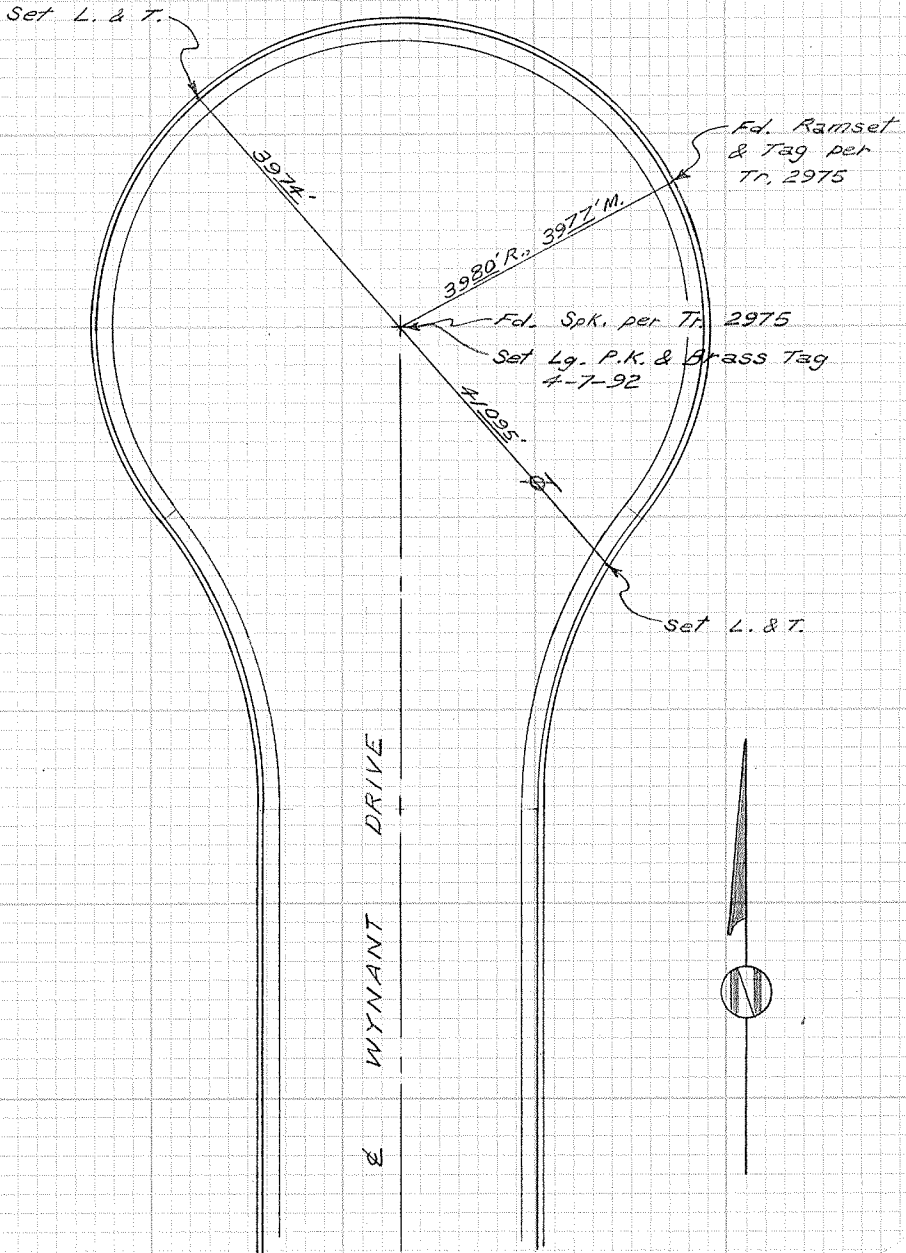 Set L. & T.
Fd. Ramset
& Tag per
Tr. 2975
39.74'
39.80' R., 39.77' M.
Fd. Spk. per Tr. 2975
Set Lg. P.K. & Brass Tag
4-7-92
41.095'
Set L. & T.
℄ WYNANT DRIVE
N